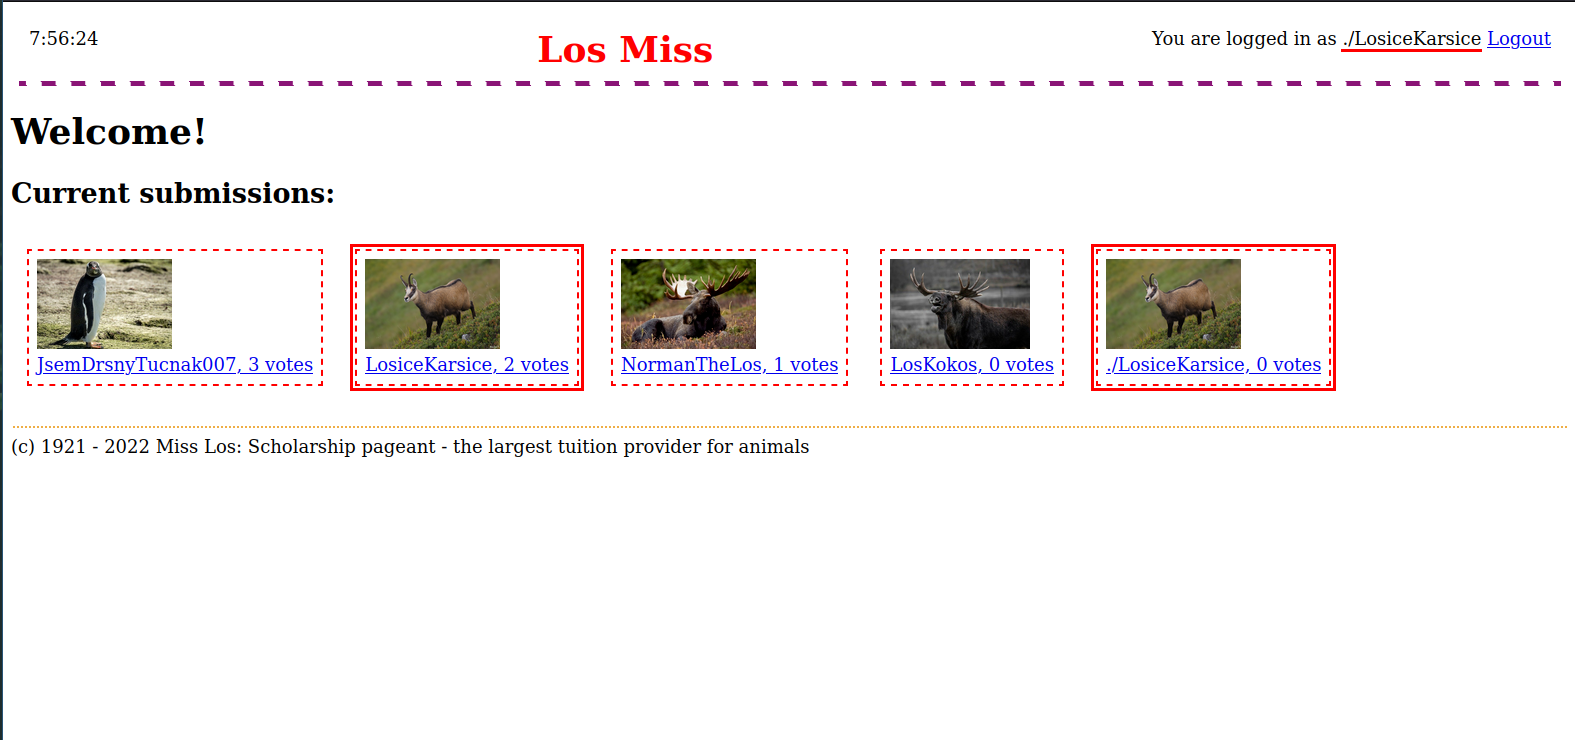 7:56:24
Los Miss
You are logged in as ./LosiceKarsice Logout
Welcome!
Current submissions:
JsemDrsnyTucnak007, 3 votes
LosiceKarsice, 2 votes
NormanTheLos, 1 votes
LosKokos, 0 votes
./LosiceKarsice, 0 votes
(c) 1921 - 2022 Miss Los: Scholarship pageant - the largest tuition provider for animals